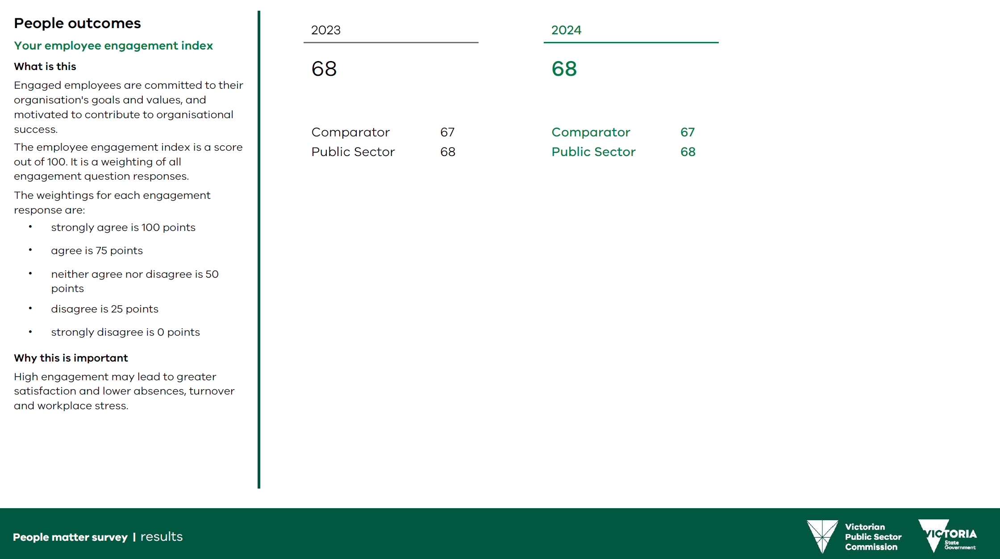 People outcomes
Your employee engagement index
What is this
Engaged employees are committed to their
organisation's goals and values, and
motivated to contribute to organisational
success.
The employee engagement index is a score
out of 100. It is a weighting of all
engagement question responses.
The weightings for each engagement
response are:
• strongly agree is 100 points
• agree is 75 points
• neither agree nor disagree is 50
points
• disagree is 25 points
• strongly disagree is 0 points
Why this is important
High engagement may lead to greater
satisfaction and lower absences, turnover
and workplace stress.
2023
68
Comparator 67
Public Sector 68
2024
68
Comparator 67
Public Sector 68
People matter survey | results
Victorian
Public Sector
Commission
VICTORIA
State
Government